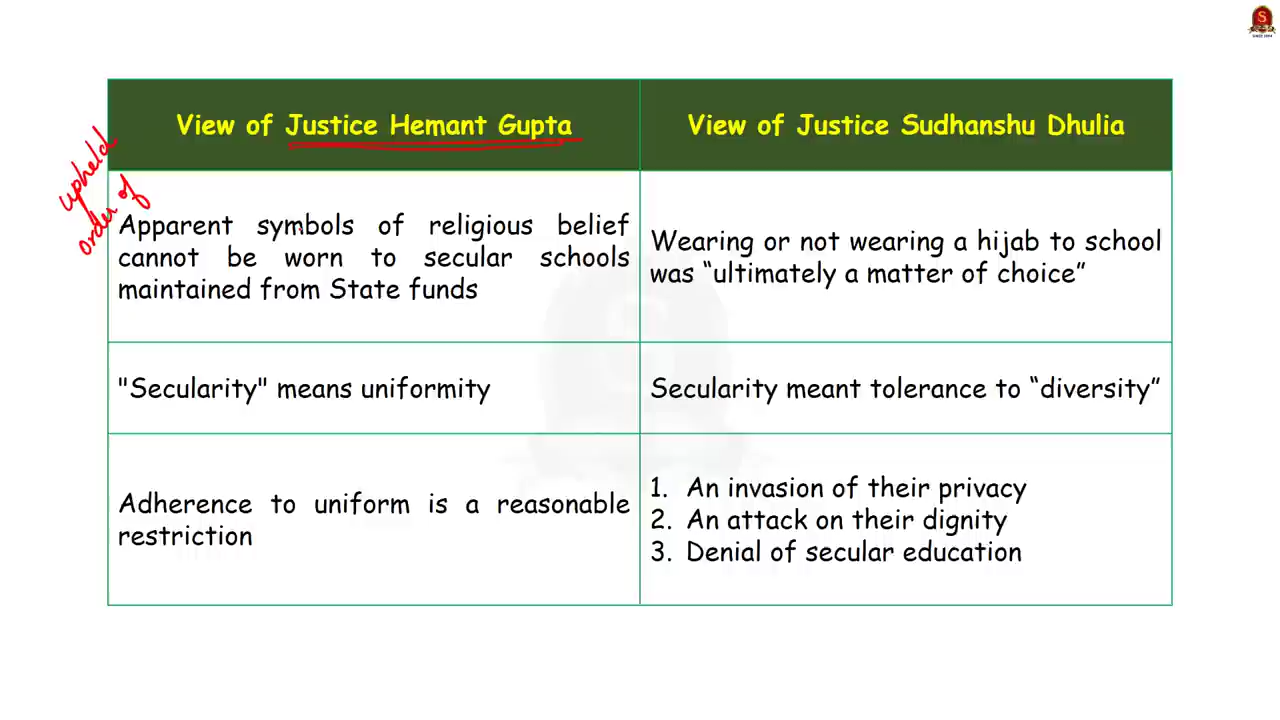 View of Justice Hemant Gupta
View of Justice Sudhanshu Dhulia
upheld
order of
Apparent symbols of religious belief
cannot be worn to secular schools
maintained from State funds
Wearing or not wearing a hijab to school
was “ultimately a matter of choice”
"Secularity" means uniformity
Secularity meant tolerance to “diversity”
Adherence to uniform is a reasonable
restriction
1. An invasion of their privacy
2. An attack on their dignity
3. Denial of secular education